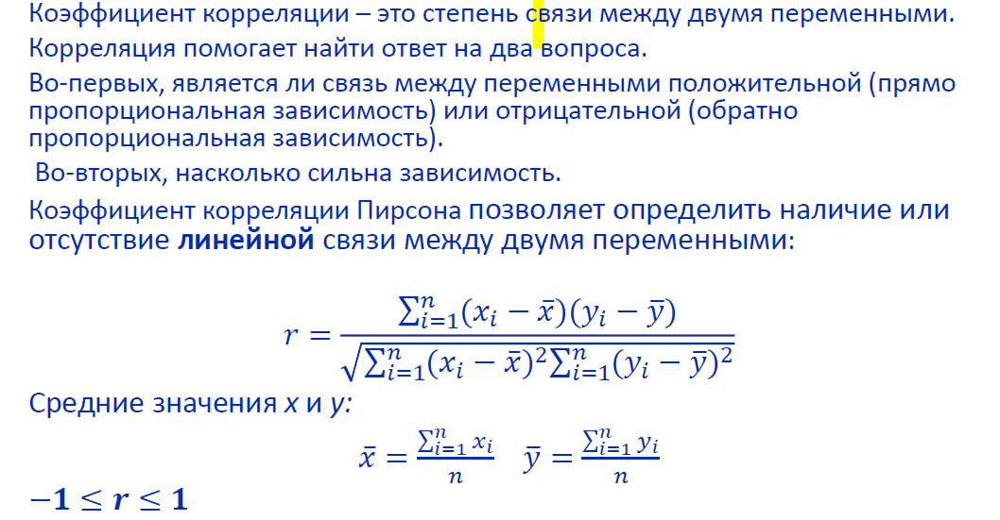 Коэффициент корреляции – это степень связи между двумя переменными.
Корреляция помогает найти ответ на два вопроса.
Во-первых, является ли связь между переменными положительной (прямо
пропорциональная зависимость) или отрицательной (обратно
пропорциональная зависимость).
Во-вторых, насколько сильна зависимость.
Коэффициент корреляции Пирсона позволяет определить наличие или
отсутствие линейной связи между двумя переменными:
r = \frac{\sum_{i=1}^{n}(x_i - \bar{x})(y_i - \bar{y})}{\sqrt{\sum_{i=1}^{n}(x_i - \bar{x})^2 \sum_{i=1}^{n}(y_i - \bar{y})^2}}
Средние значения x и y:
\bar{x} = \frac{\sum_{i=1}^{n} x_i}{n} \bar{y} = \frac{\sum_{i=1}^{n} y_i}{n}
−1 ≤ r ≤ 1